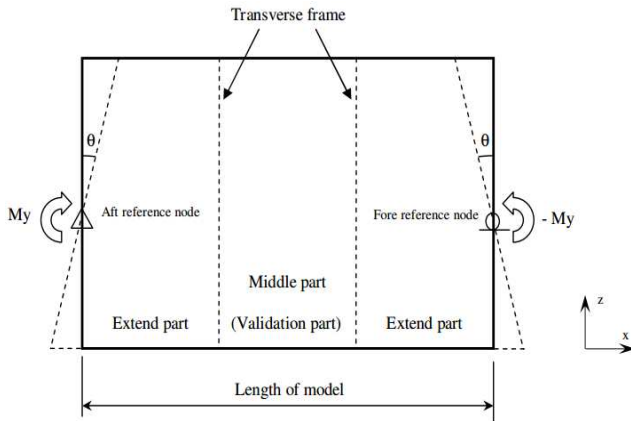 Transverse frame
θ
θ
My
Aft reference node
Fore reference node
- My
Middle part
Extend part
(Validation part)
Extend part
z
x
Length of model